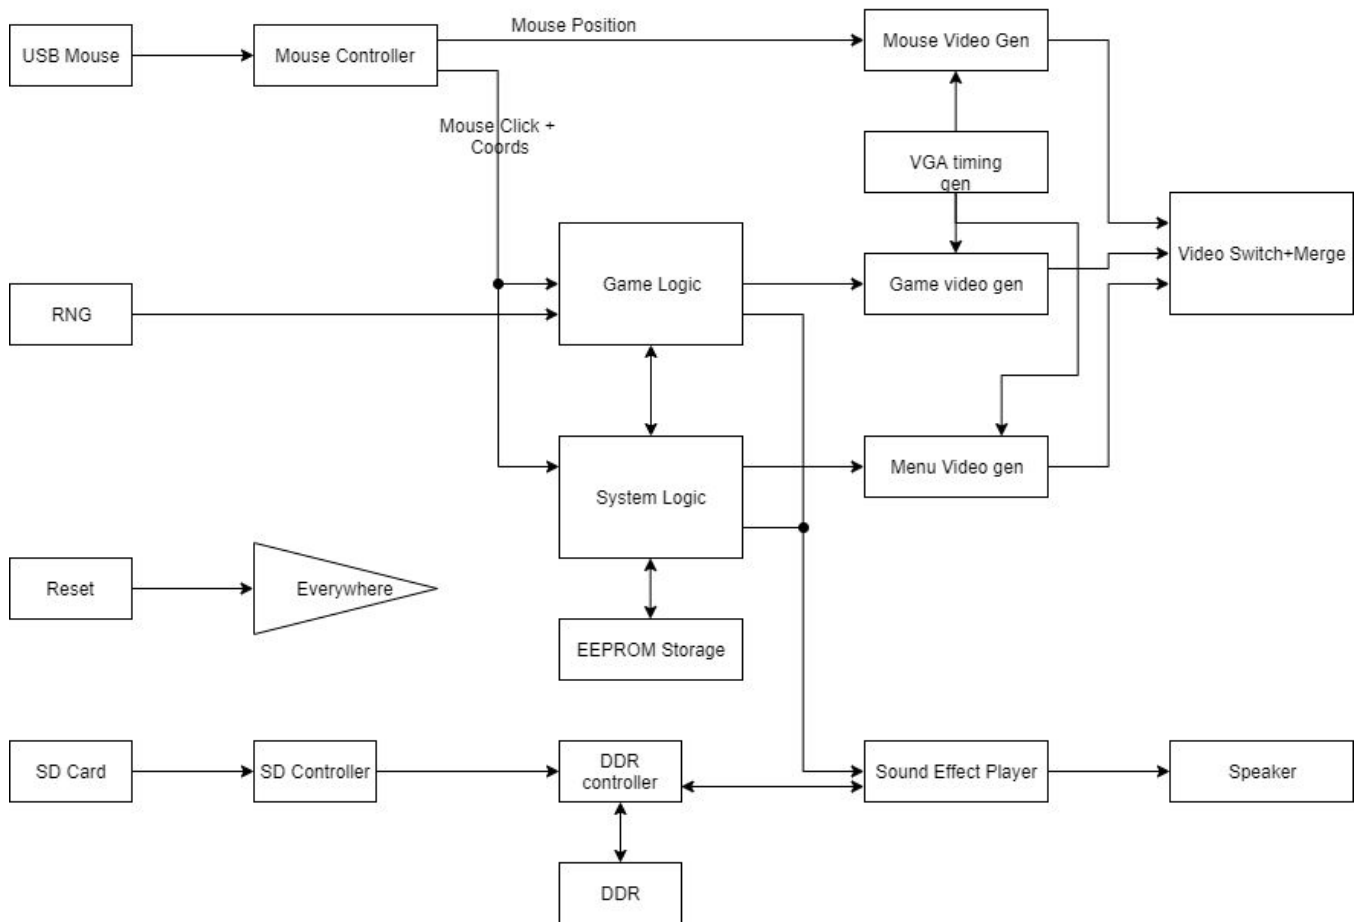 Mouse Position
USB Mouse
Mouse Controller
Mouse Video Gen
Mouse Click +
Coords
VGA timing
gen
Game Logic
Game video gen
Video Switch+Merge
RNG
System Logic
Menu Video gen
Reset
Everywhere
EEPROM Storage
SD Card
SD Controller
DDR
controller
Sound Effect Player
Speaker
DDR